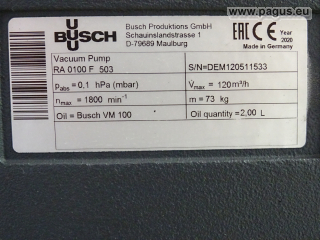 © www.pagus.eu
BUSCH
Busch Produktions GmbH
Schauinslandstrasse 1
D-79689 Maulburg
EAC CE
Year
2020
Made in Germany
Vacuum Pump
RA 0100 F 503
S/N=DEM120511533
pabs =0,1 hPa (mbar)
V̇max = 120m³/h
nmax = 1800 min⁻¹
m = 73 kg
Oil = Busch VM 100
Oil quantity =2,00 L